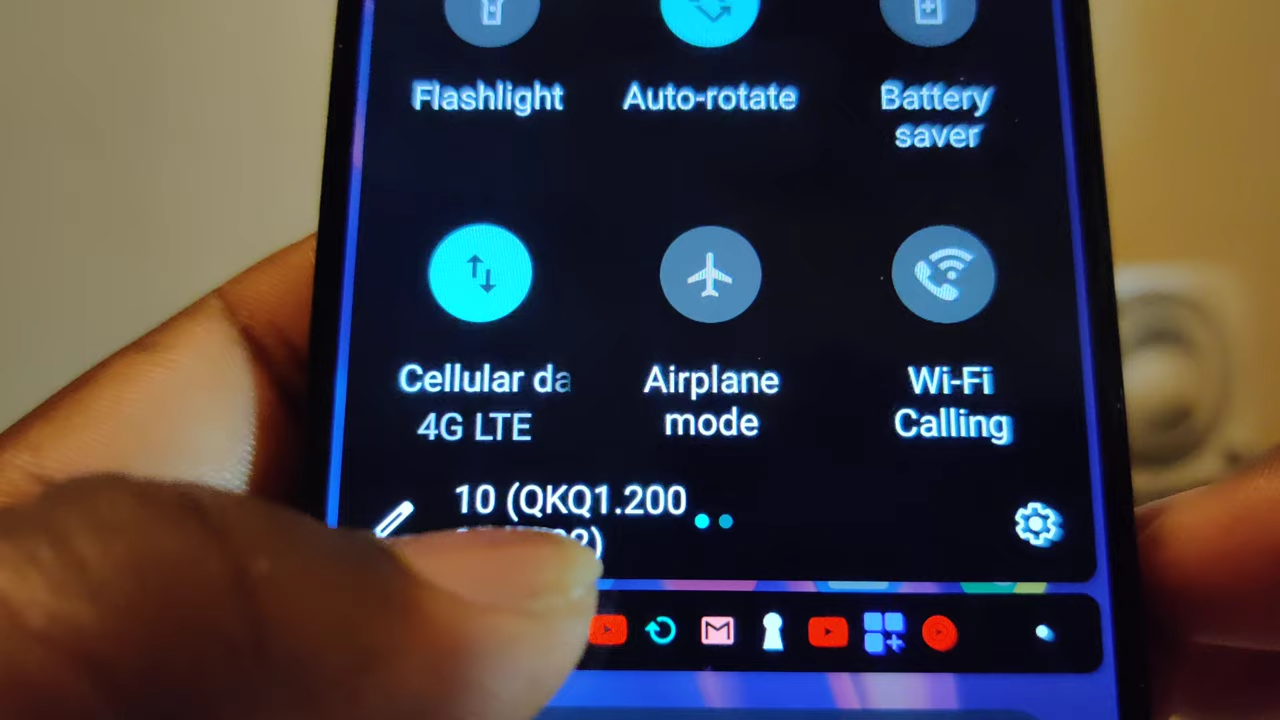 Flashlight Auto-rotate Battery
saver
Cellular da Airplane Wi-Fi
4G LTE mode Calling
10 (QKQ1.200